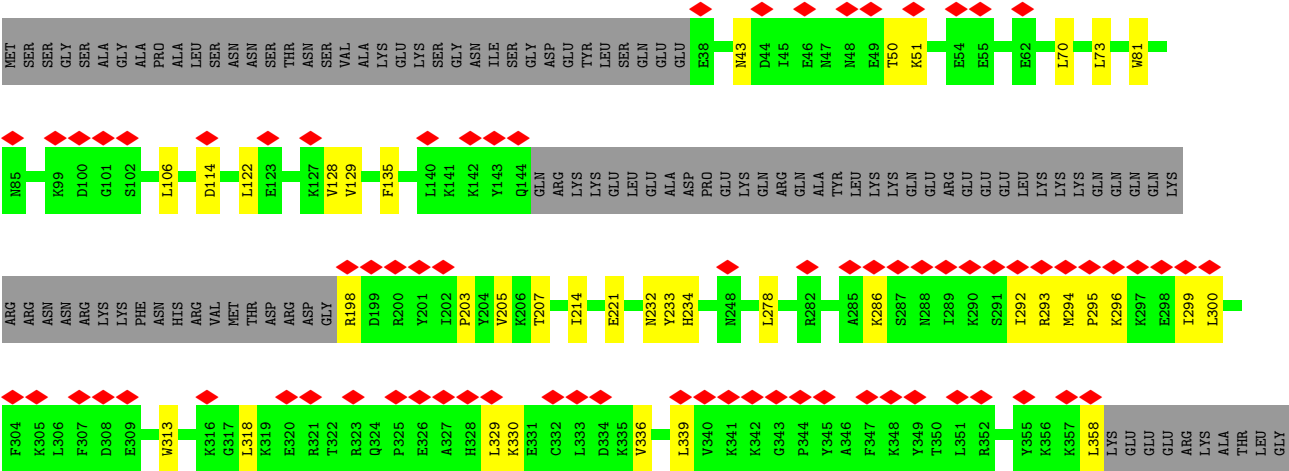 MET SER SER GLY SER ALA GLY ALA PRO ALA LEU SER ASN ASN SER THR ASN SER VAL ALA LYS GLU LYS SER GLY ASN ILE SER GLY ASP GLU TYR LEU SER GLN GLU GLU E38 N43 D44 I45 E46 N47 N48 E49 T50 K51 E54 E55 E62 L70 L73 W81
N85 K99 D100 G101 S102 L106 D114 L122 E123 K127 V128 V129 F135 L140 K141 K142 Y143 Q144 GLN ARG LYS LYS GLU LEU GLU ALA ASP PRO GLU LYS GLN ARG GLN ALA TYR LEU LYS LYS GLN GLU ARG GLU GLU GLU LEU LYS LYS LYS GLN GLN GLN GLN LYS
ARG ARG ASN ASN ARG LYS LYS PHE ASN HIS ARG VAL MET THR ASP ARG ASP GLY R198 D199 R200 Y201 I202 P203 Y204 V205 K206 T207 I214 E221 N232 Y233 H234 N248 L278 R282 A285 K286 S287 N288 I289 K290 S291 I292 R293 M294 P295 K296 K297 E298 I299 L300
F304 K305 L306 F307 D308 E309 W313 K316 G317 L318 K319 E320 R321 T322 R323 Q324 P325 E326 A327 H328 L329 K330 E331 C332 L333 D334 K335 V336 L339 V340 K341 K342 G343 P344 Y345 A346 F347 K348 Y349 T350 L351 R352 Y355 K356 K357 L358 LYS GLU GLU GLU ARG LYS ALA THR LEU GLY